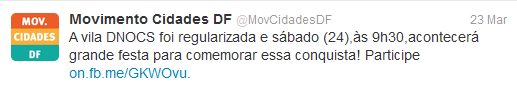 MOV.
CIDADES
DF
Movimento Cidades DF @MovCidadesDF 23 Mar
A vila DNOCS foi regularizada e sábado (24),às 9h30,acontecerá
grande festa para comemorar essa conquista! Participe
on.fb.me/GKWOvu.